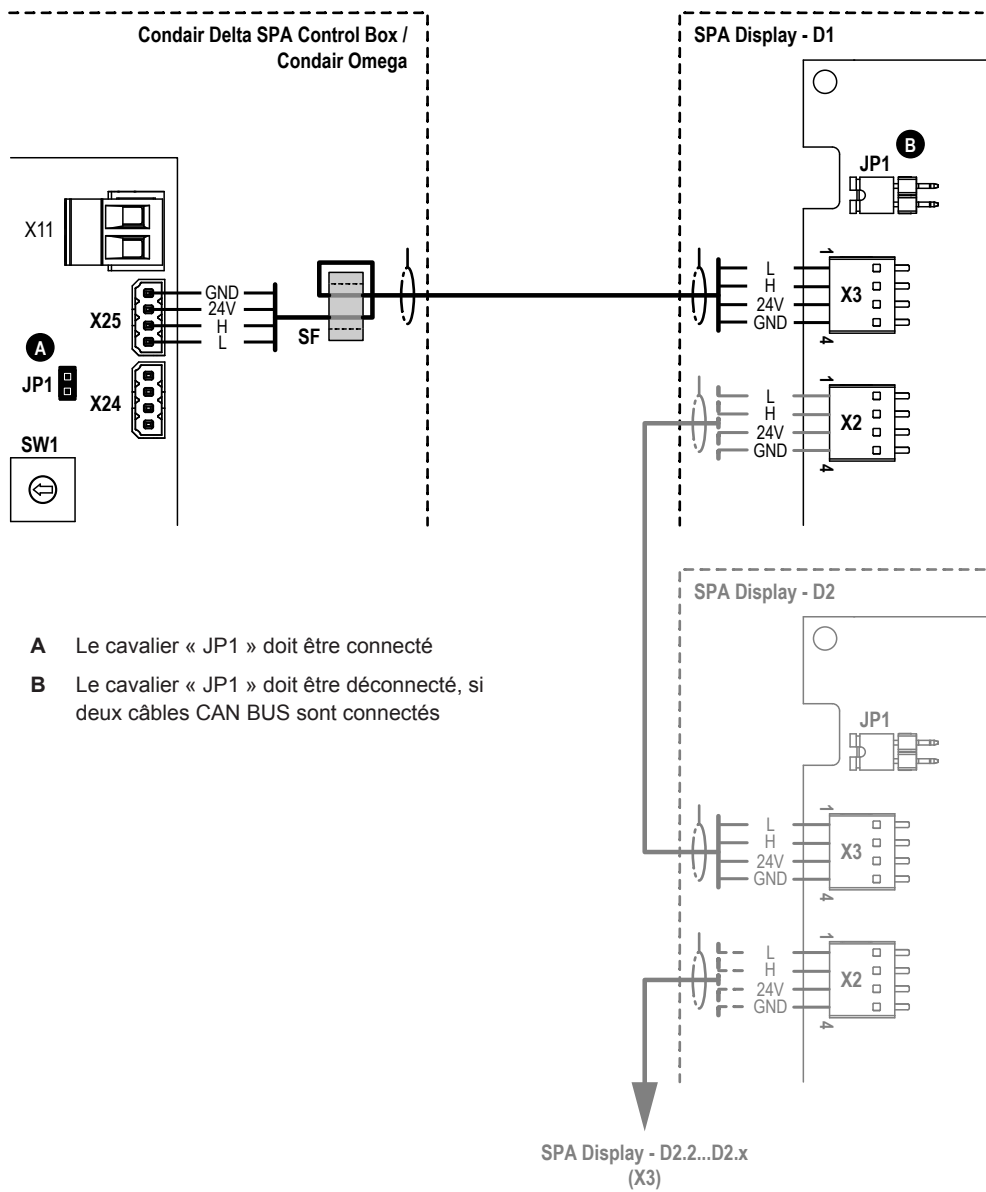 Condair Delta SPA Control Box /
Condair Omega
X11
X25
GND
24V
H
L
SF
A
JP1
X24
SW1
SPA Display - D1
B
JP1
1
L
H
24V
GND
X3
4
1
L
H
24V
GND
X2
4
SPA Display - D2
JP1
1
L
H
24V
GND
X3
4
1
L
H
24V
GND
X2
4
SPA Display - D2.2...D2.x
(X3)
A Le cavalier « JP1 » doit être connecté
B Le cavalier « JP1 » doit être déconnecté, si
deux câbles CAN BUS sont connectés